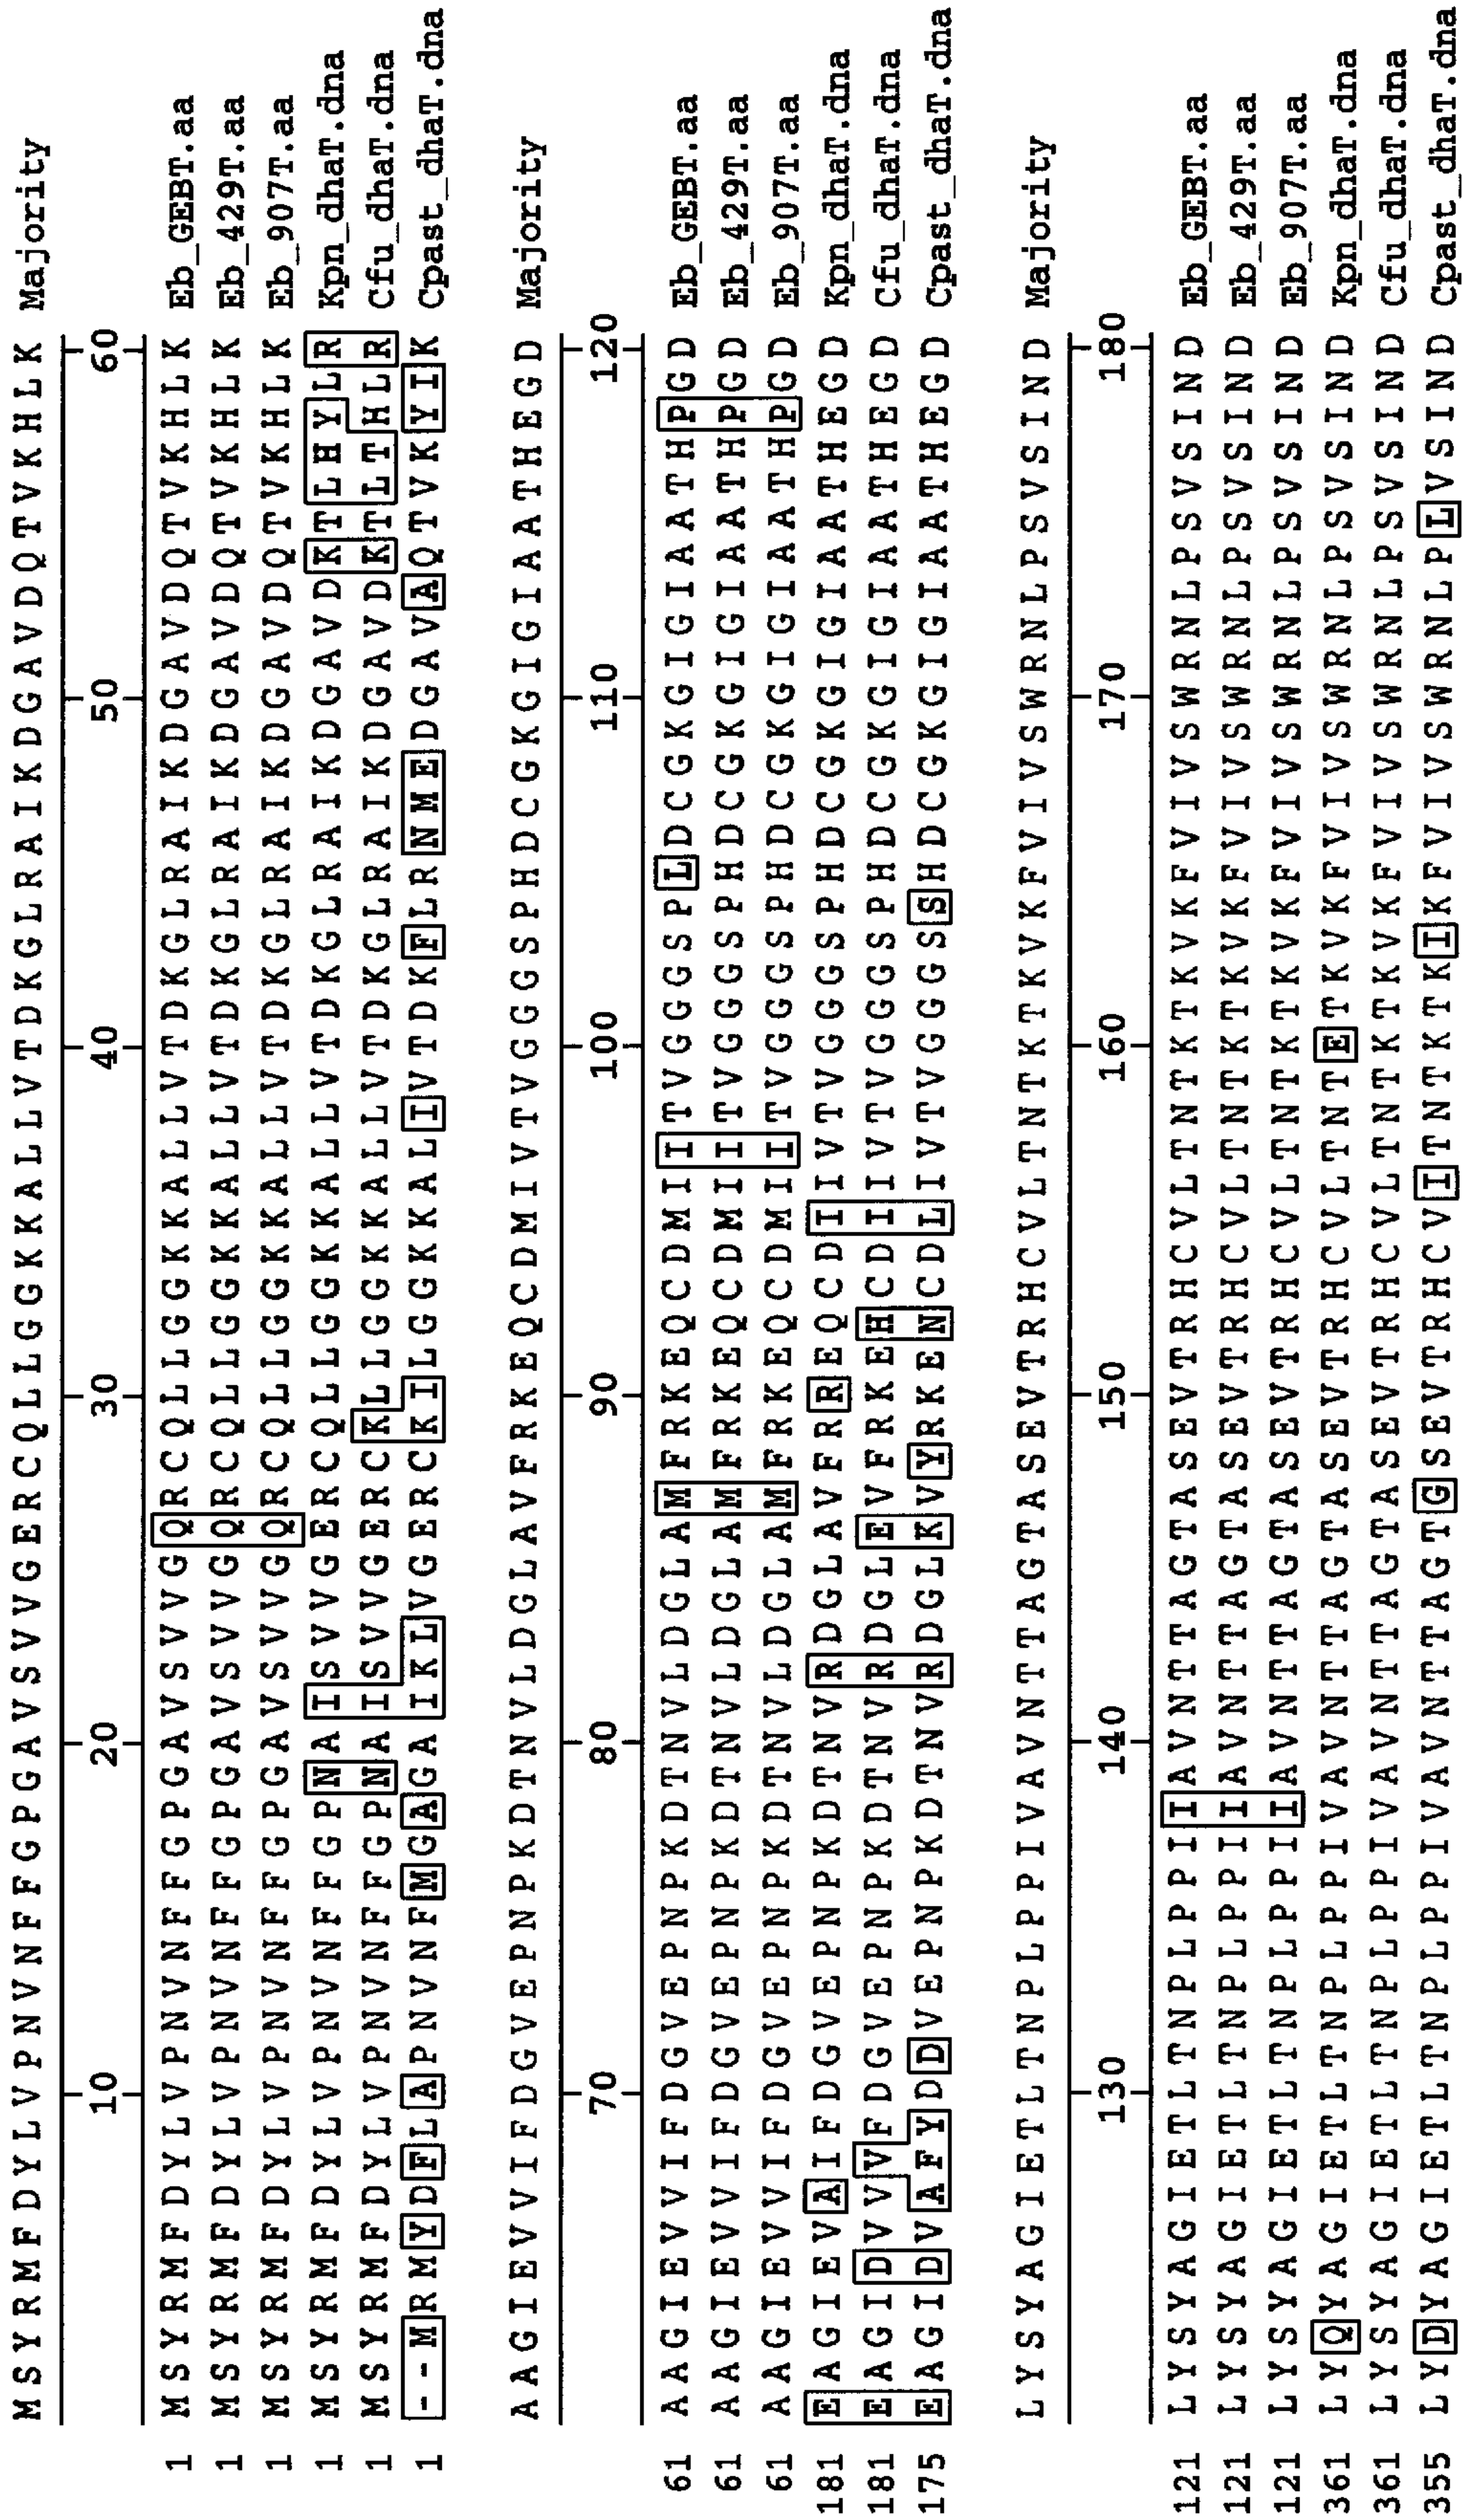 M S Y R M F D Y L V P N V N F F G P G A V S V V G E R C Q L L G G K K A L L V T D K G L R A I K D G A V D Q T V K H L K Majority
10 20 30 40 50 60
1 M S Y R M F D Y L V P N V N F F G P G A V S V V G Q R C Q L L G G K K A L L V T D K G L R A I K D G A V D Q T V K H L K Eb_GEBT.aa
1 M S Y R M F D Y L V P N V N F F G P G A V S V V G Q R C Q L L G G K K A L L V T D K G L R A I K D G A V D Q T V K H L K Eb_429T.aa
1 M S Y R M F D Y L V P N V N F F G P G A V S V V G Q R C Q L L G G K K A L L V T D K G L R A I K D G A V D Q T V K H L K Eb_907T.aa
1 M S Y R M F D Y L V P N V N F F G P N A I S V V G E R C Q L L G G K K A L L V T D K G L R A I K D G A V D K T L H Y L R Kpn_dhaT.dna
1 M S Y R M F D Y L V P N V N F F G P N A I S V V G E R C K L L G G K K A L L V T D K G L R A I K D G A V D K T L T H L R Cfu_dhaT.dna
1 - - M R M Y D F L A P N V N F M G A G A I K L V G E R C K I L G G K K A L I V T D K F L R N M E D G A V A Q T V K Y I K Cpast_dhaT.dna
A A G I E V V I F D G V E P N P K D T N V L D G L A V F R K E Q C D M I V T V G G G S P H D C G K G I G I A A T H E G D Majority
70 80 90 100 110 120
61 A A G I E V V I F D G V E P N P K D T N V L D G L A M F R K E Q C D M I I T V G G G S P L D C G K G I G I A A T H P G D Eb_GEBT.aa
61 A A G I E V V I F D G V E P N P K D T N V L D G L A M F R K E Q C D M I I T V G G G S P H D C G K G I G I A A T H P G D Eb_429T.aa
61 A A G I E V V I F D G V E P N P K D T N V L D G L A M F R K E Q C D M I I T V G G G S P H D C G K G I G I A A T H P G D Eb_907T.aa
181 E A G I E V A I F D G V E P N P K D T N V R D G L A V F R R E Q C D I I V T V G G G S P H D C G K G I G I A A T H E G D Kpn_dhaT.dna
181 E A G I D V V V F D G V E P N P K D T N V R D G L E V F R K E H C D I I V T V G G G S P H D C G K G I G I A A T H E G D Cfu_dhaT.dna
175 E A G I D V A F Y D D V E P N P K D T N V R D G L K V Y R K E N C D L I V T V G G G S S H D C G K G I G I A A T H E G D Cpast_dhaT.dna
L Y S Y A G I E T L T N P L P P I V A V N T T A G T A S E V T R H C V L T N T K T K V K F V I V S W R N L P S V S I N D Majority
130 140 150 160 170 180
121 L Y S Y A G I E T L T N P L P P I I A V N T T A G T A S E V T R H C V L T N T K T K V K F V I V S W R N L P S V S I N D Eb_GEBT.aa
121 L Y S Y A G I E T L T N P L P P I I A V N T T A G T A S E V T R H C V L T N T K T K V K F V I V S W R N L P S V S I N D Eb_429T.aa
121 L Y S Y A G I E T L T N P L P P I I A V N T T A G T A S E V T R H C V L T N T K T K V K F V I V S W R N L P S V S I N D Eb_907T.aa
361 L Y Q Y A G I E T L T N P L P P I V A V N T T A G T A S E V T R H C V L T N T E T K V K F V I V S W R N L P S V S I N D Kpn_dhaT.dna
361 L Y S Y A G I E T L T N P L P P I V A V N T T A G T A S E V T R H C V L T N T K T K V K F V I V S W R N L P S V S I N D Cfu_dhaT.dna
355 L Y D Y A G I E T L T N P L P P I V A V N T T A G T G S E V T R H C V I T N T K T K I K F V I V S W R N L P L V S I N D Cpast_dhaT.dna